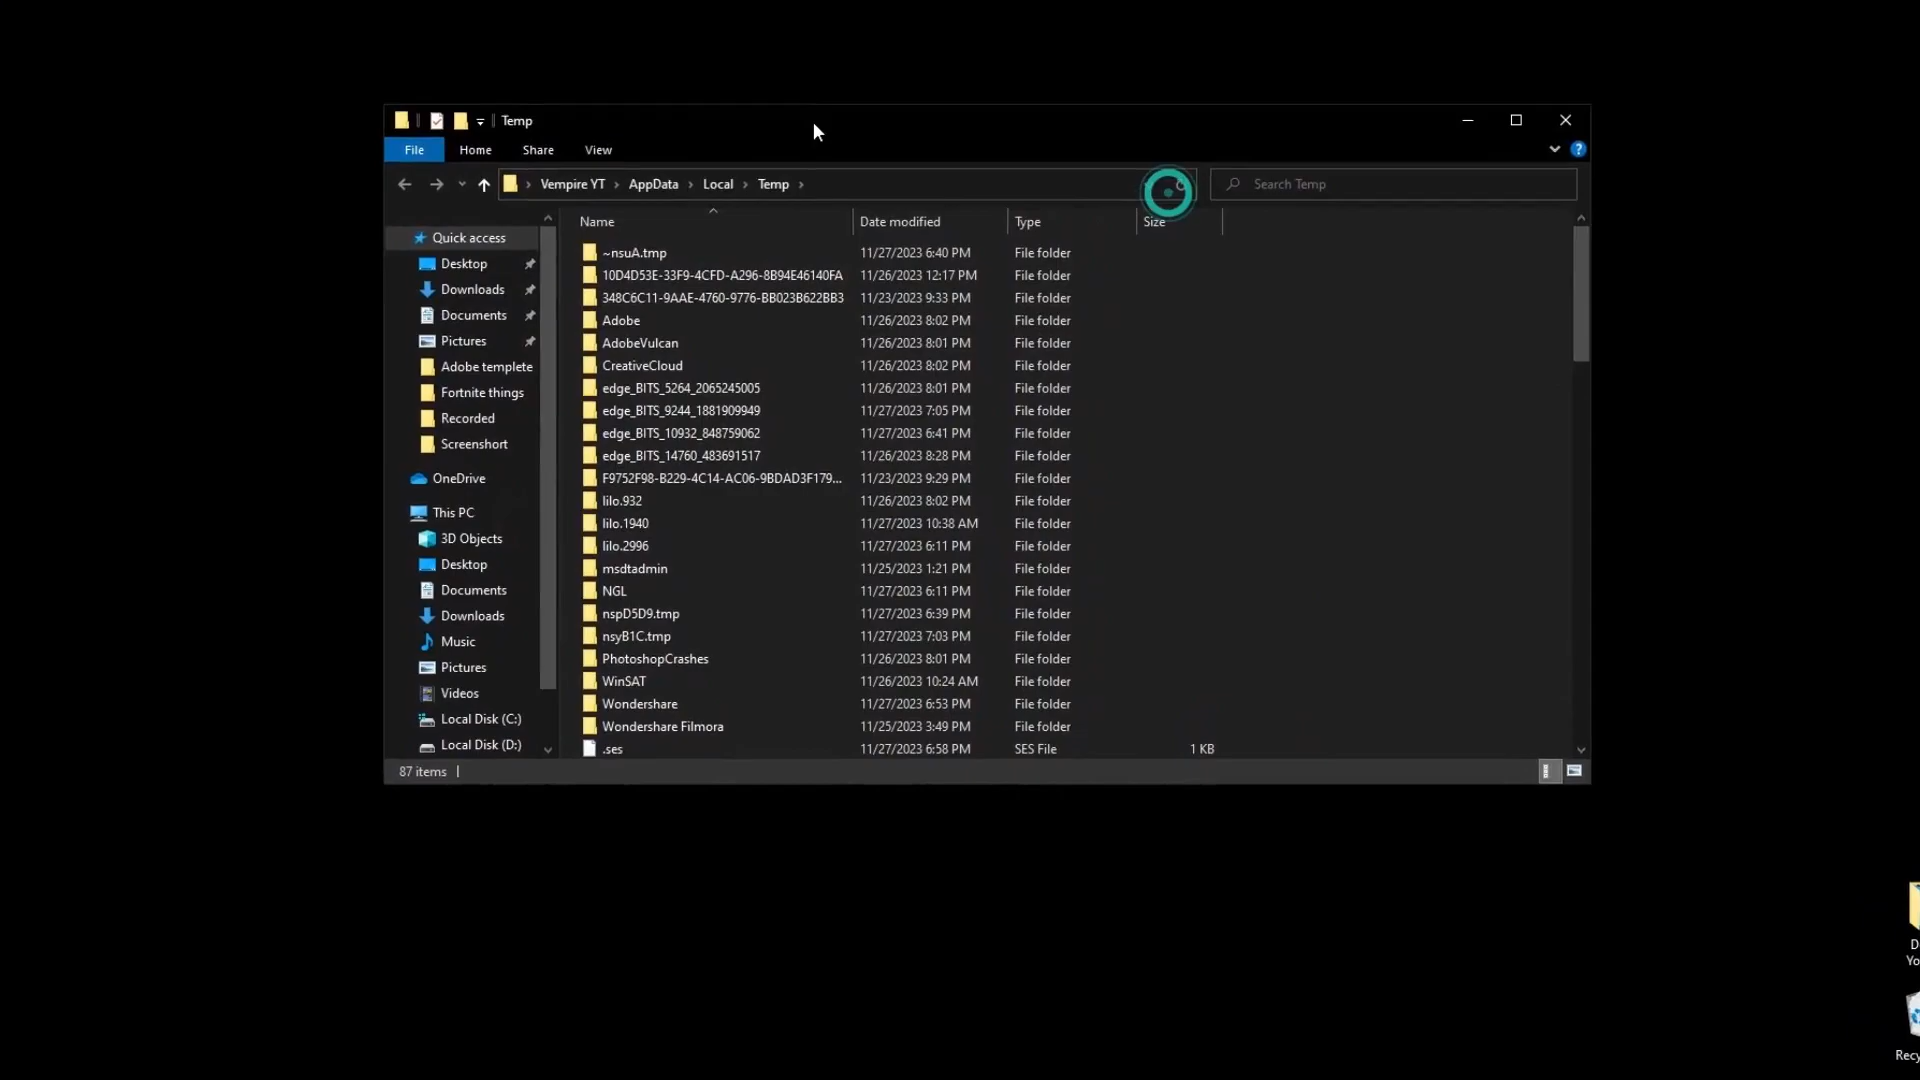 Temp
File Home Share View
Vempire YT > AppData > Local > Temp >
Search Temp
Name Date modified Type Size
Quick access
Desktop
Downloads
Documents
Pictures
Adobe templete
Fortnite things
Recorded
Screenshort
OneDrive
This PC
3D Objects
Desktop
Documents
Downloads
Music
Pictures
Videos
Local Disk (C:)
Local Disk (D:)
~nsuA.tmp 11/27/2023 6:40 PM File folder
10D4D53E-33F9-4CFD-A296-8B94E46140FA 11/26/2023 12:17 PM File folder
348C6C11-9AAE-4760-9776-BB023B622BB3 11/23/2023 9:33 PM File folder
Adobe 11/26/2023 8:02 PM File folder
AdobeVulcan 11/26/2023 8:01 PM File folder
CreativeCloud 11/26/2023 8:02 PM File folder
edge_BITS_5264_2065245005 11/26/2023 8:01 PM File folder
edge_BITS_9244_1881909949 11/27/2023 7:05 PM File folder
edge_BITS_10932_848759062 11/27/2023 6:41 PM File folder
edge_BITS_14760_483691517 11/26/2023 8:28 PM File folder
F9752F98-B229-4C14-AC06-9BDAD3F179... 11/23/2023 9:29 PM File folder
lilo.932 11/26/2023 8:02 PM File folder
lilo.1940 11/27/2023 10:38 AM File folder
lilo.2996 11/27/2023 6:11 PM File folder
msdtadmin 11/25/2023 1:21 PM File folder
NGL 11/27/2023 6:11 PM File folder
nspD5D9.tmp 11/27/2023 6:39 PM File folder
nsyB1C.tmp 11/27/2023 7:03 PM File folder
PhotoshopCrashes 11/26/2023 8:01 PM File folder
WinSAT 11/26/2023 10:24 AM File folder
Wondershare 11/27/2023 6:53 PM File folder
Wondershare Filmora 11/25/2023 3:49 PM File folder
.ses 11/27/2023 6:58 PM SES File 1 KB
87 items
D
Yo
Recy